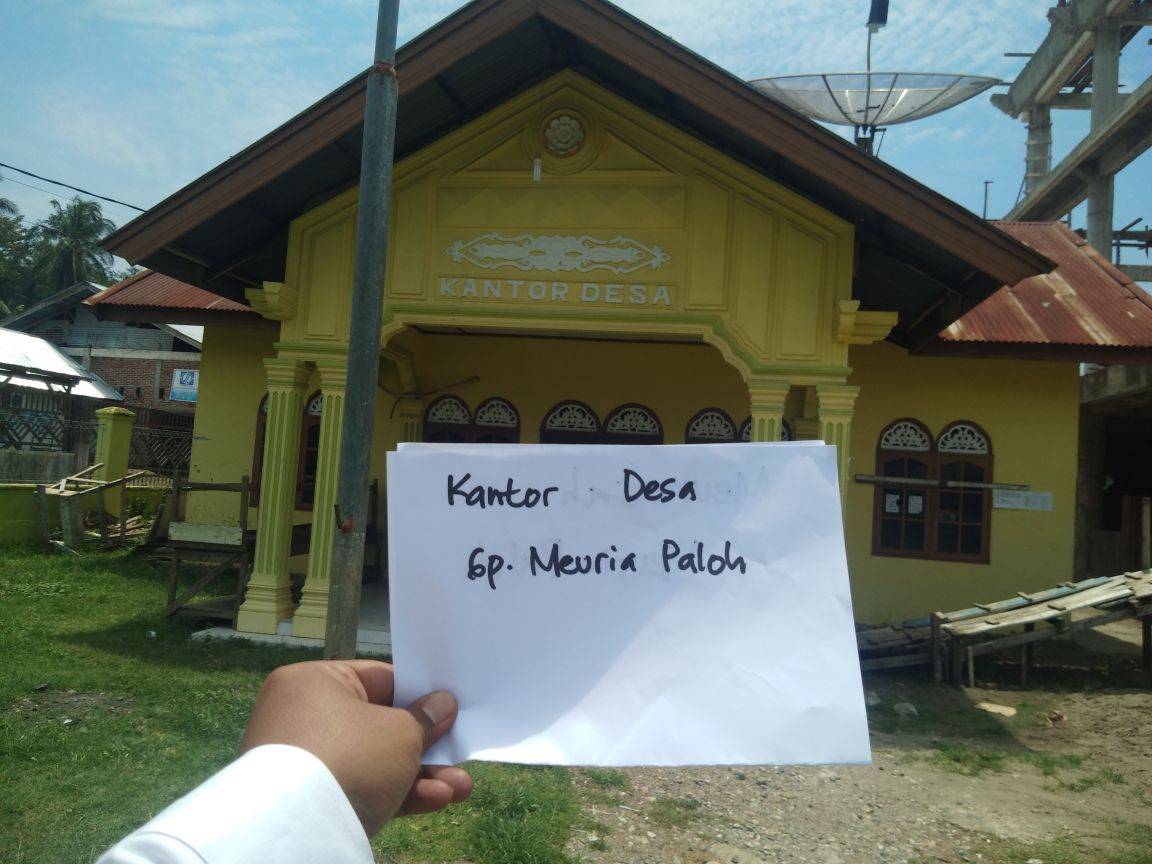 KANTOR DESA
Kantor Desa
Gp. Meuria Paloh